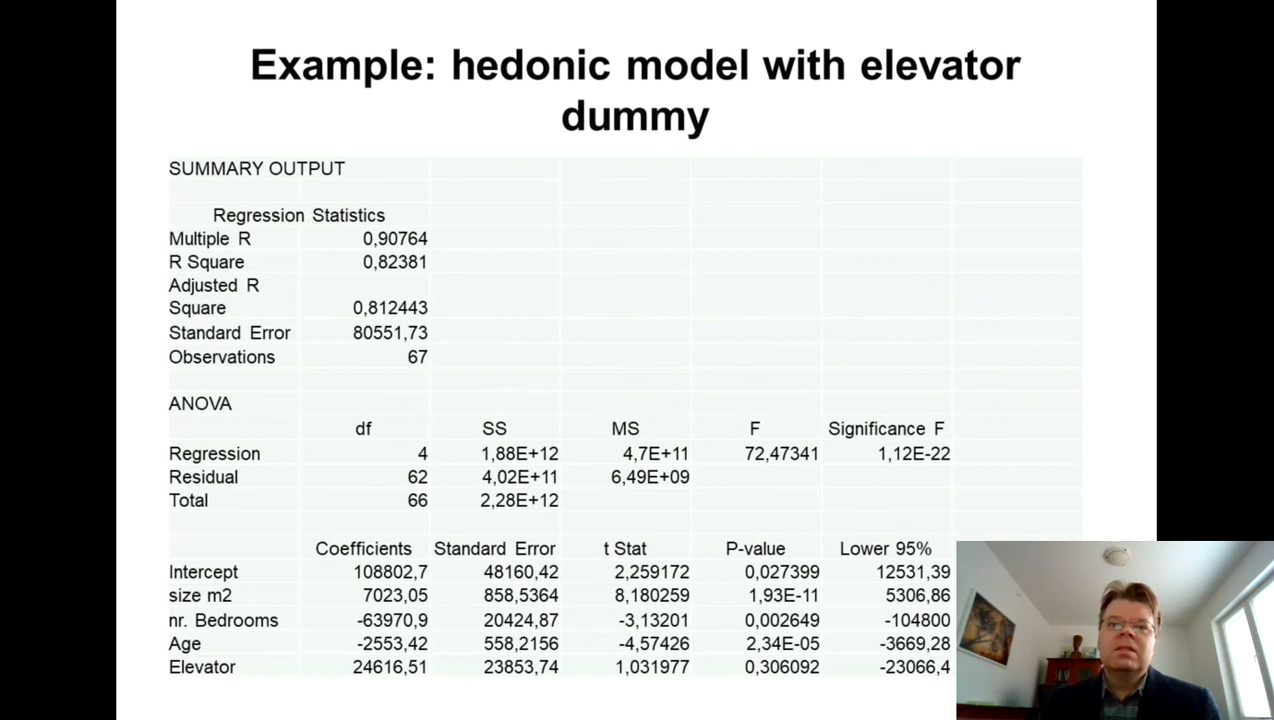 Example: hedonic model with elevator
dummy
SUMMARY OUTPUT
Regression Statistics
Multiple R 0,90764
R Square 0,82381
Adjusted R
Square 0,812443
Standard Error 80551,73
Observations 67
ANOVA
df SS MS F Significance F
Regression 4 1,88E+12 4,7E+11 72,47341 1,12E-22
Residual 62 4,02E+11 6,49E+09
Total 66 2,28E+12
Coefficients Standard Error t Stat P-value Lower 95%
Intercept 108802,7 48160,42 2,259172 0,027399 12531,39
size m2 7023,05 858,5364 8,180259 1,93E-11 5306,86
nr. Bedrooms -63970,9 20424,87 -3,13201 0,002649 -104800
Age -2553,42 558,2156 -4,57426 2,34E-05 -3669,28
Elevator 24616,51 23853,74 1,031977 0,306092 -23066,4